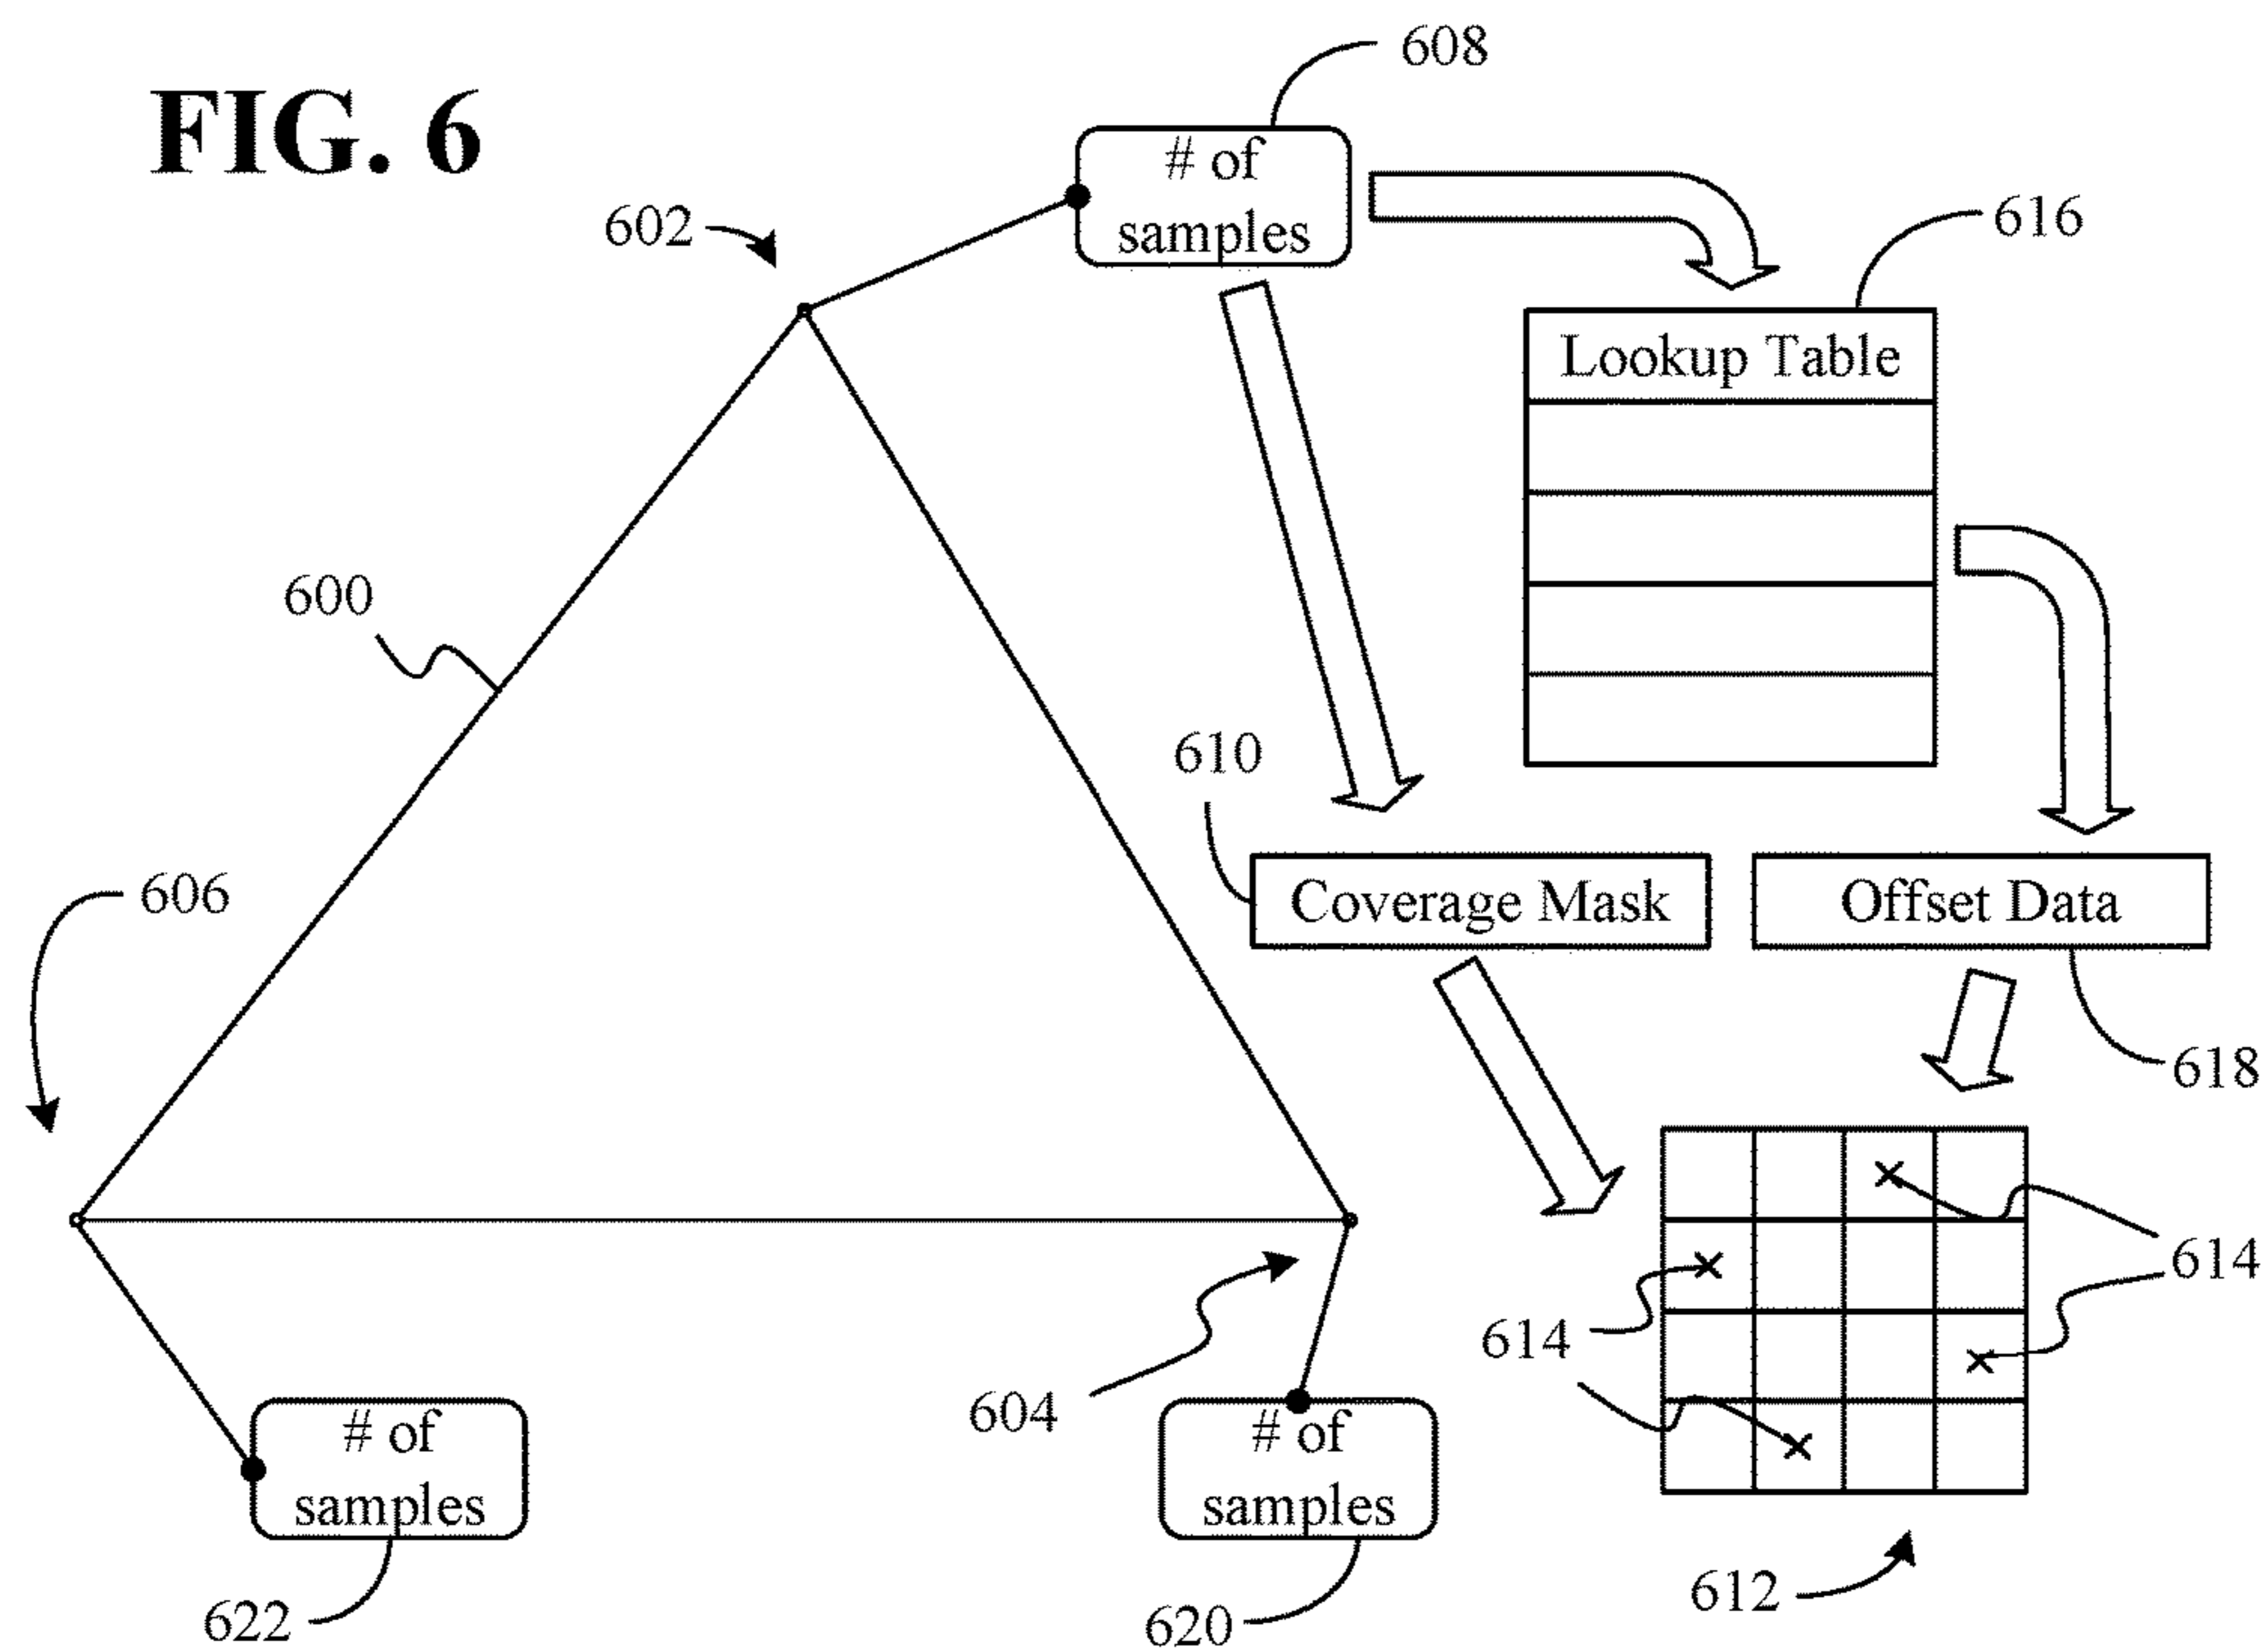 FIG. 6
608
# of
samples
602
616
Lookup Table
600
610
606
Coverage Mask
Offset Data
618
614
614
604
# of
samples
# of
samples
612
622
620